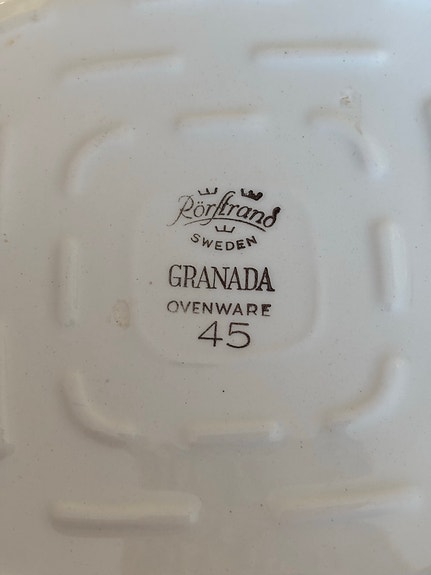 Rörstrand
SWEDEN
GRANADA
OVENWARE
45